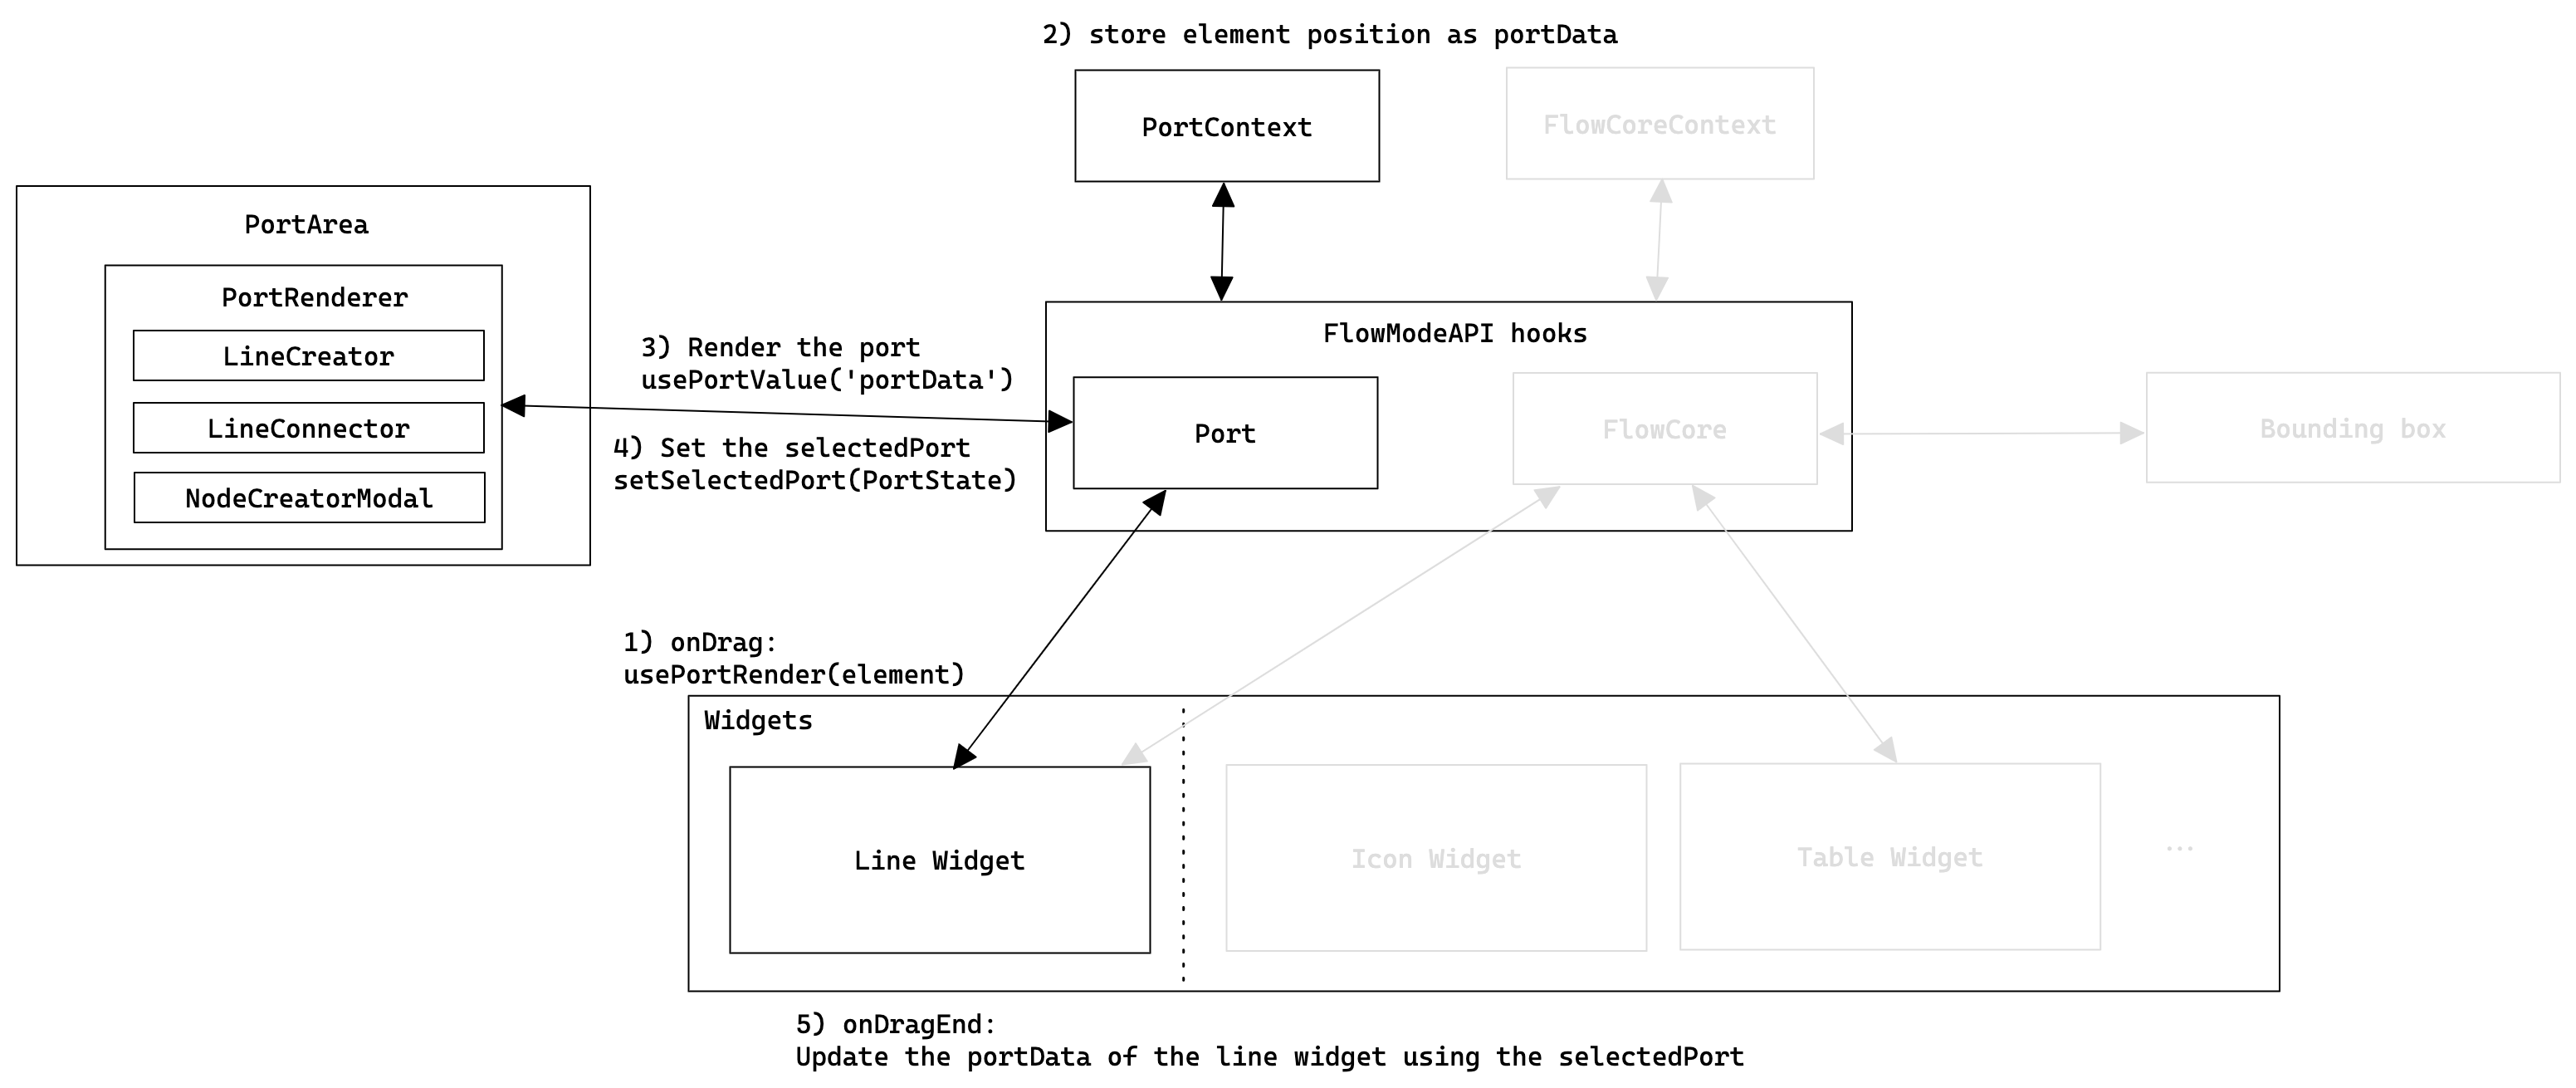 2) store element position as portData
PortContext
FlowCoreContext
PortArea
PortRenderer
LineCreator
LineConnector
NodeCreatorModal
3) Render the port
usePortValue('portData')
4) Set the selectedPort
setSelectedPort(PortState)
FlowModeAPI hooks
Port
FlowCore
Bounding box
1) onDrag:
usePortRender(element)
Widgets
Line Widget
Icon Widget
Table Widget
...
5) onDragEnd:
Update the portData of the line widget using the selectedPort